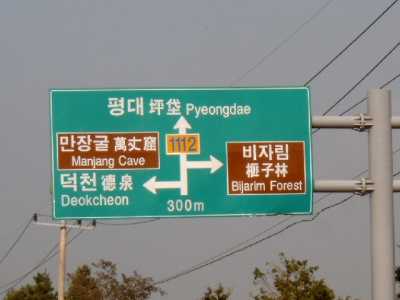 평대 坪岱 Pyeongdae
만장굴 萬丈窟
Manjang Cave
1112
비자림
榧子林
Bijarim Forest
덕천 德泉
Deokcheon
300m